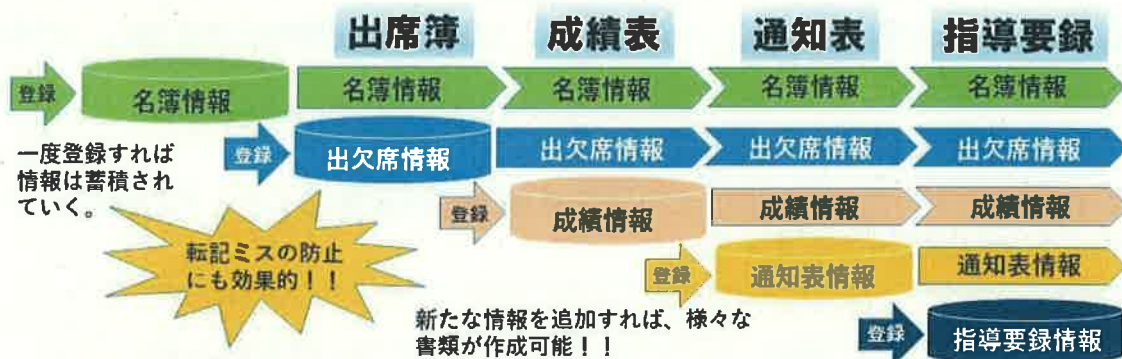 出席簿 成績表 通知表 指導要録
登録 名簿情報 名簿情報 名簿情報 名簿情報 名簿情報
一度登録すれば
情報は蓄積され
ていく。
登録 出欠席情報 出欠席情報 出欠席情報 出欠席情報
登録 成績情報 成績情報 成績情報
転記ミスの防止
にも効果的！！
登録 通知表情報 通知表情報
新たな情報を追加すれば、様々な
書類が作成可能！！
登録 指導要録情報